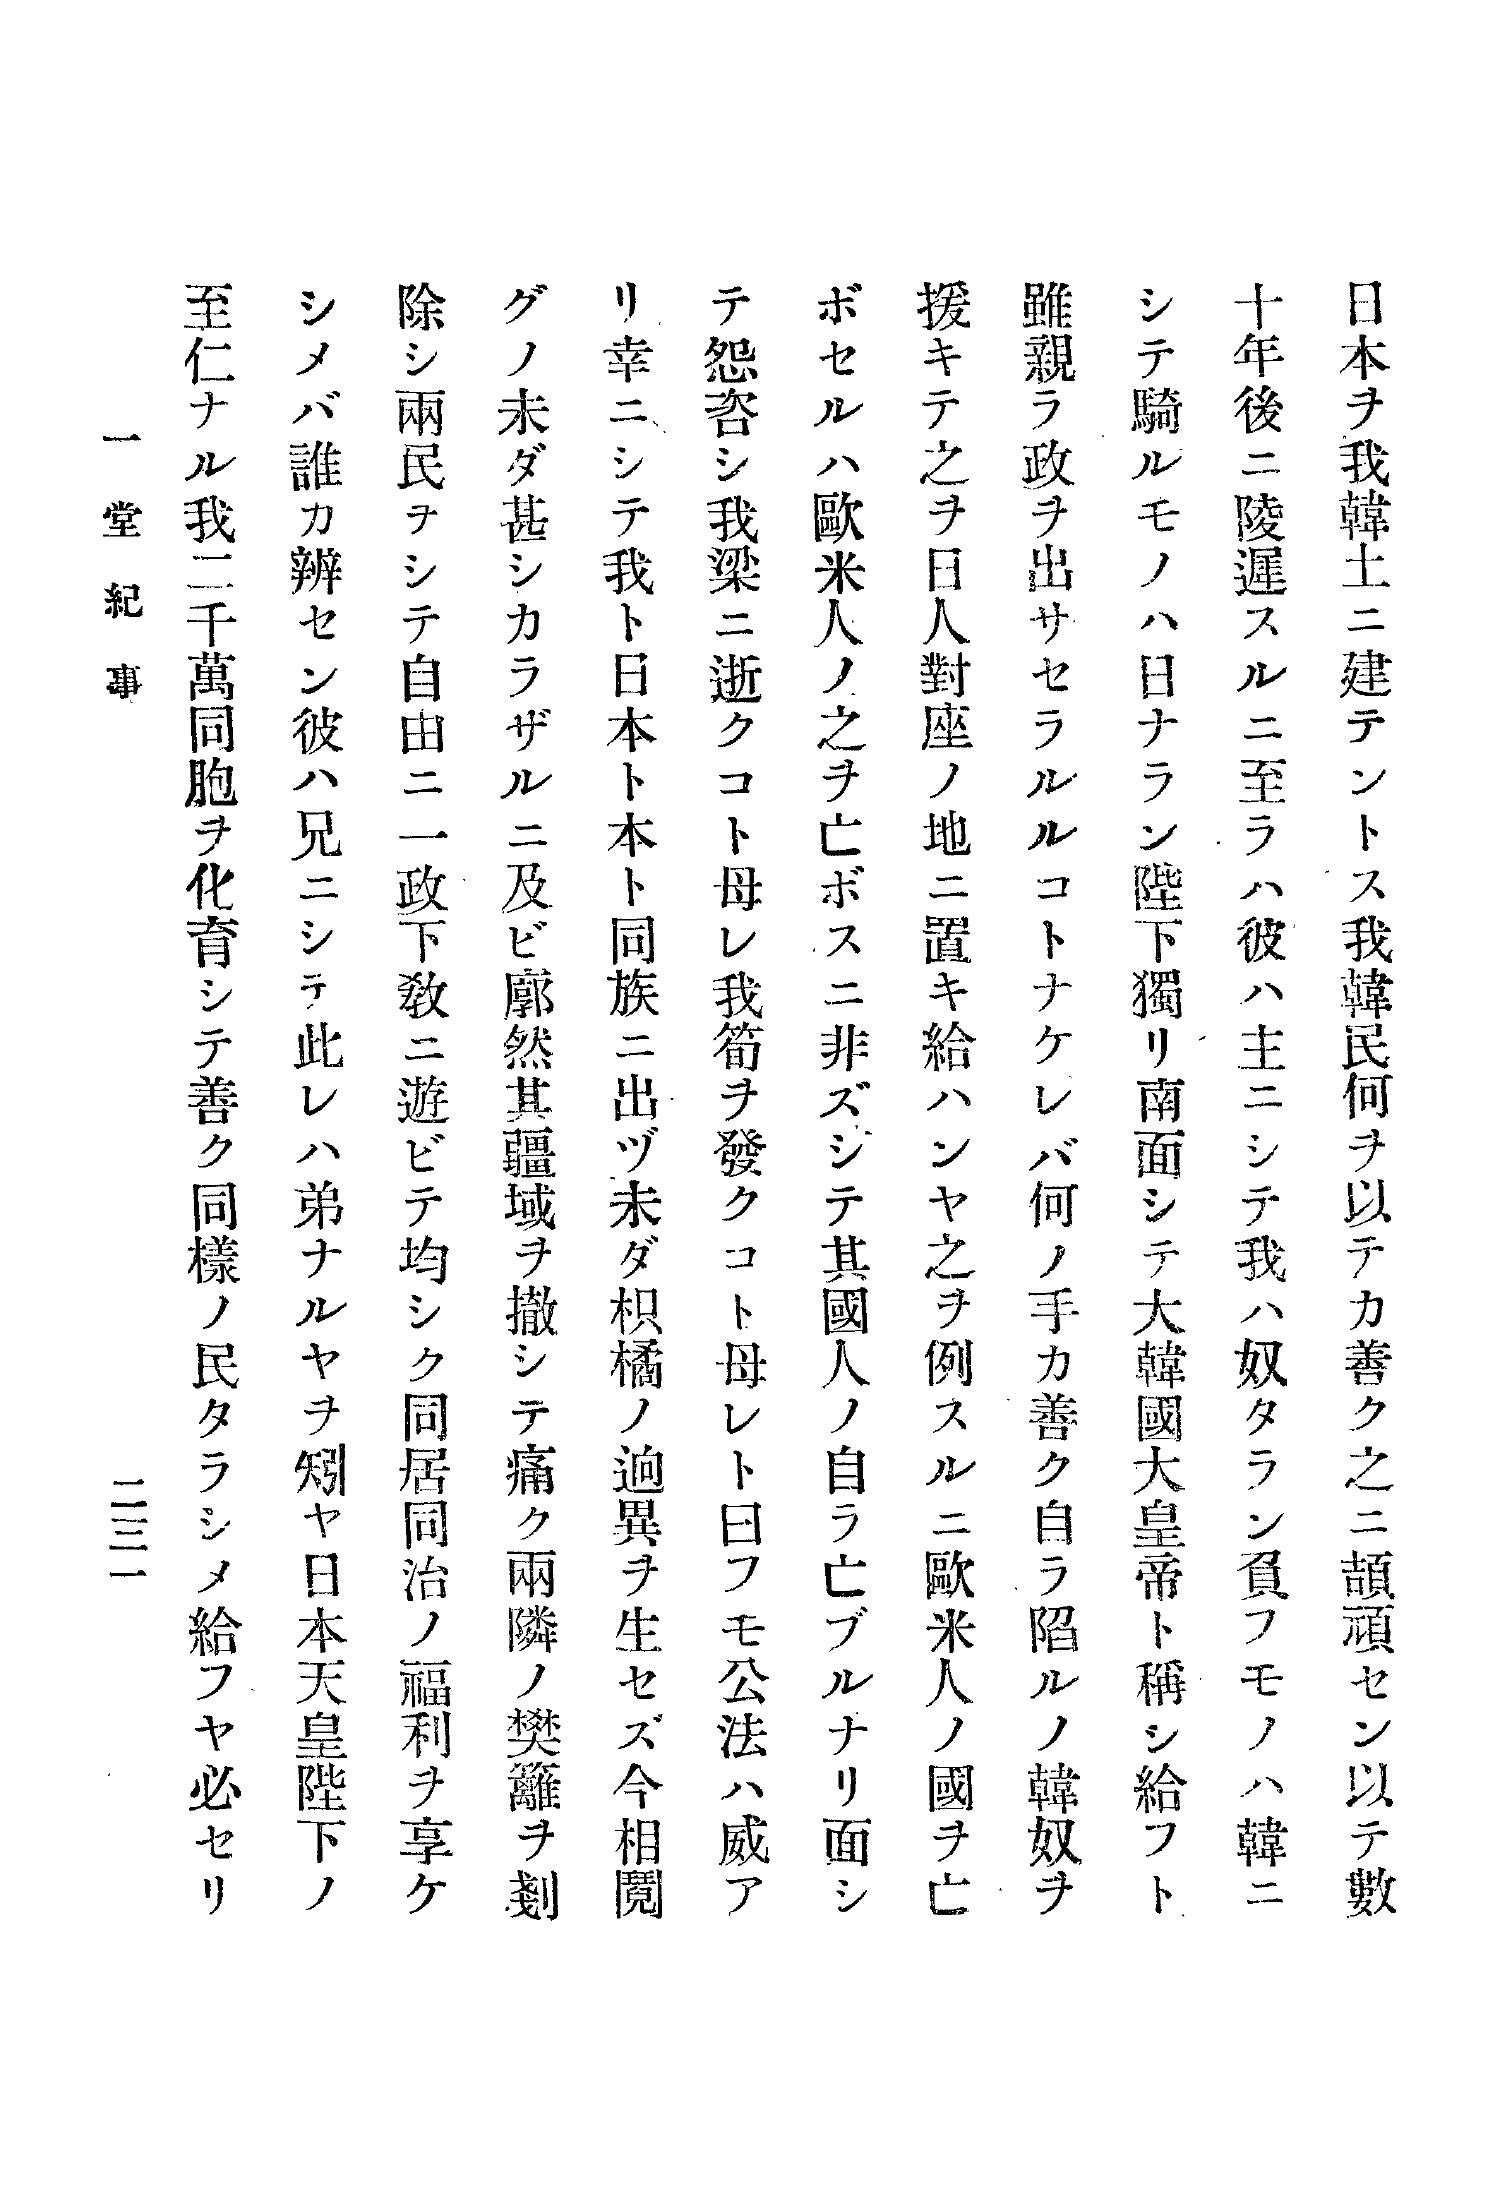 日本ヲ我韓土ニ建テントス我韓民何ヲ以テカ善ク之ニ頡頑セン以テ數
十年後ニ陵遲スルニ至ラハ彼ハ主ニシテ我ハ奴タラン負フモノハ韓ニ
シテ騎ルモノハ日ナラン陛下獨リ南面シテ大韓國大皇帝ト稱シ給フト
雖親ラ政ヲ出サセラルルコトナケレバ何ノ手カ善ク自ラ陷ルノ韓奴ヲ
援キテ之ヲ日人對座ノ地ニ置キ給ハンヤ之ヲ例スルニ歐米人ノ國ヲ亡
ボセルハ歐米人ノ之ヲ亡ボスニ非ズシテ其國人ノ自ラ亡ブルナリ面シ
テ怨咨シ我梁ニ逝クコト母レ我笱ヲ發クコト母レト曰フモ公法ハ威ア
リ幸ニシテ我ト日本ト本ト同族ニ出ヅ未ダ枳橘ノ逈異ヲ生セズ今相鬩
グノ未ダ甚シカラザルニ及ビ廓然其疆域ヲ撤シテ痛ク兩隣ノ樊籬ヲ剗
除シ兩民ヲシテ自由ニ一政下敎ニ遊ビテ均シク同居同治ノ福利ヲ享ケ
シメバ誰カ辨セン彼ハ兄ニシテ此レハ弟ナルヤヲ矧ヤ日本天皇陛下ノ
至仁ナル我二千萬同胞ヲ化育シテ善ク同樣ノ民タラシメ給フヤ必セリ
一堂紀事 二三一